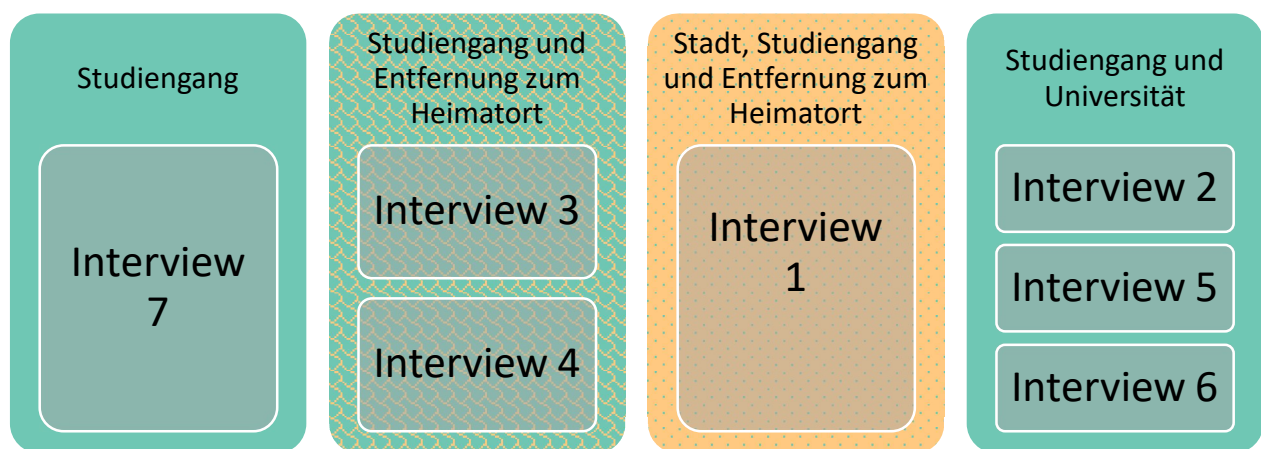 Studiengang
Interview
7
Studiengang und
Entfernung zum
Heimatort
Interview 3
Interview 4
Stadt, Studiengang
und Entfernung zum
Heimatort
Interview
1
Studiengang und
Universität
Interview 2
Interview 5
Interview 6